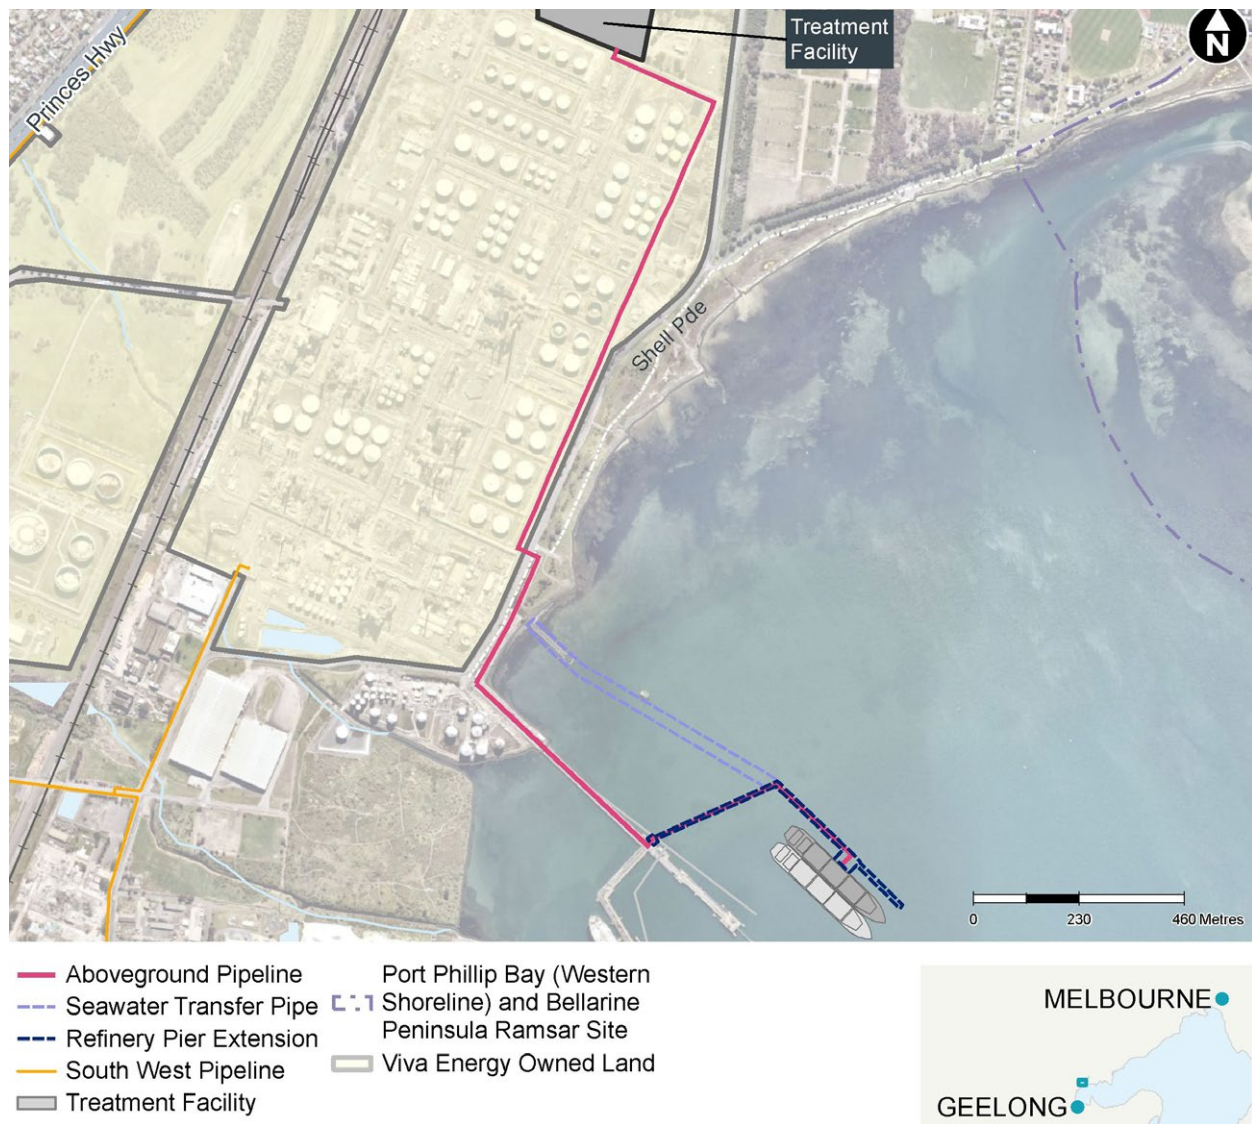 Treatment
Facility
N
Princes Hwy
Shell Pde
0 230 460 Metres
Aboveground Pipeline
Seawater Transfer Pipe
Refinery Pier Extension
South West Pipeline
Treatment Facility
Port Phillip Bay (Western
Shoreline) and Bellarine
Peninsula Ramsar Site
Viva Energy Owned Land
MELBOURNE
GEELONG